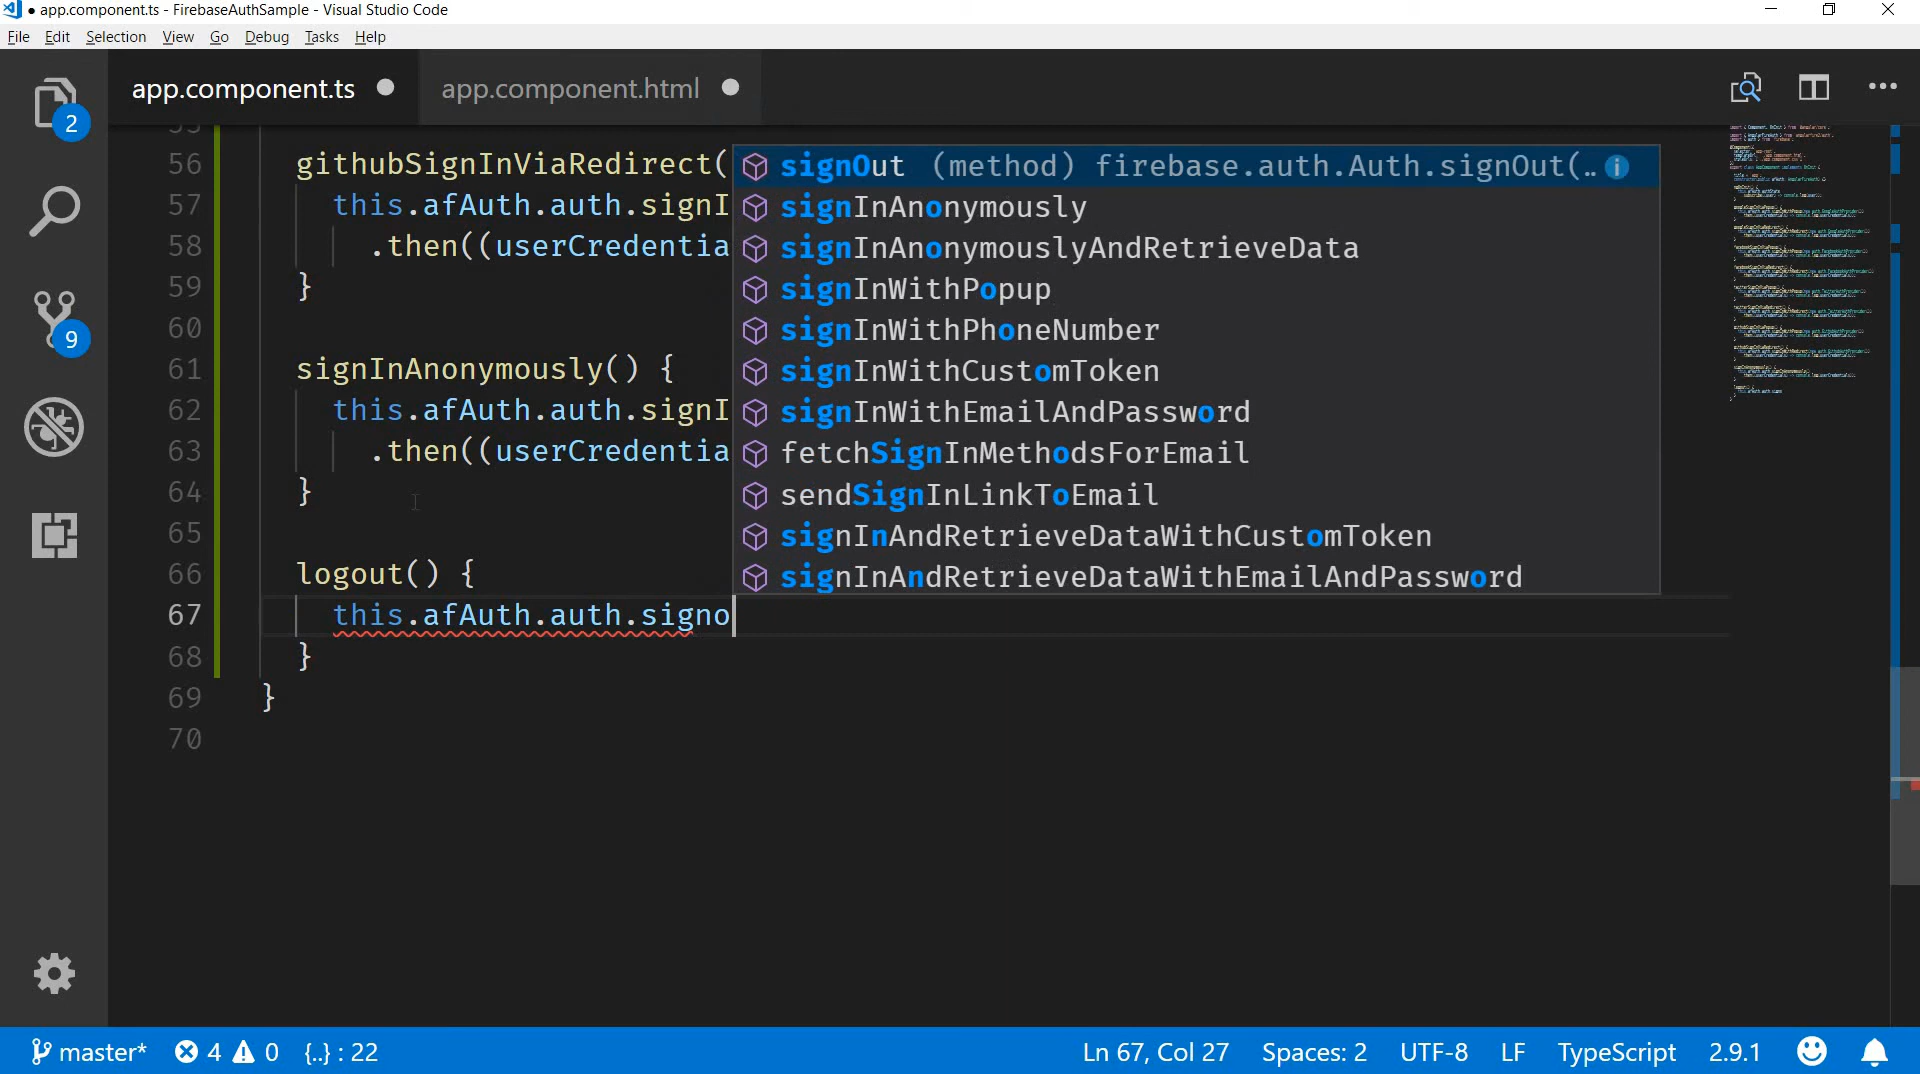 app.component.ts - FirebaseAuthSample - Visual Studio Code
File Edit Selection View Go Debug Tasks Help
2
app.component.ts app.component.html
56 githubSignInViaRedirect(
57 this.afAuth.auth.signI
58 .then((userCredentia
59 }
60
61 signInAnonymously() {
62 this.afAuth.auth.signI
63 .then((userCredentia
64 }
65
66 logout() {
67 this.afAuth.auth.signo
68 }
69 }
70
signOut (method) firebase.auth.Auth.signOut(…
signInAnonymously
signInAnonymouslyAndRetrieveData
signInWithPopup
signInWithPhoneNumber
signInWithCustomToken
signInWithEmailAndPassword
fetchSignInMethodsForEmail
sendSignInLinkToEmail
signInAndRetrieveDataWithCustomToken
signInAndRetrieveDataWithEmailAndPassword
9
master* 4 0 {..} : 22 Ln 67, Col 27 Spaces: 2 UTF-8 LF TypeScript 2.9.1